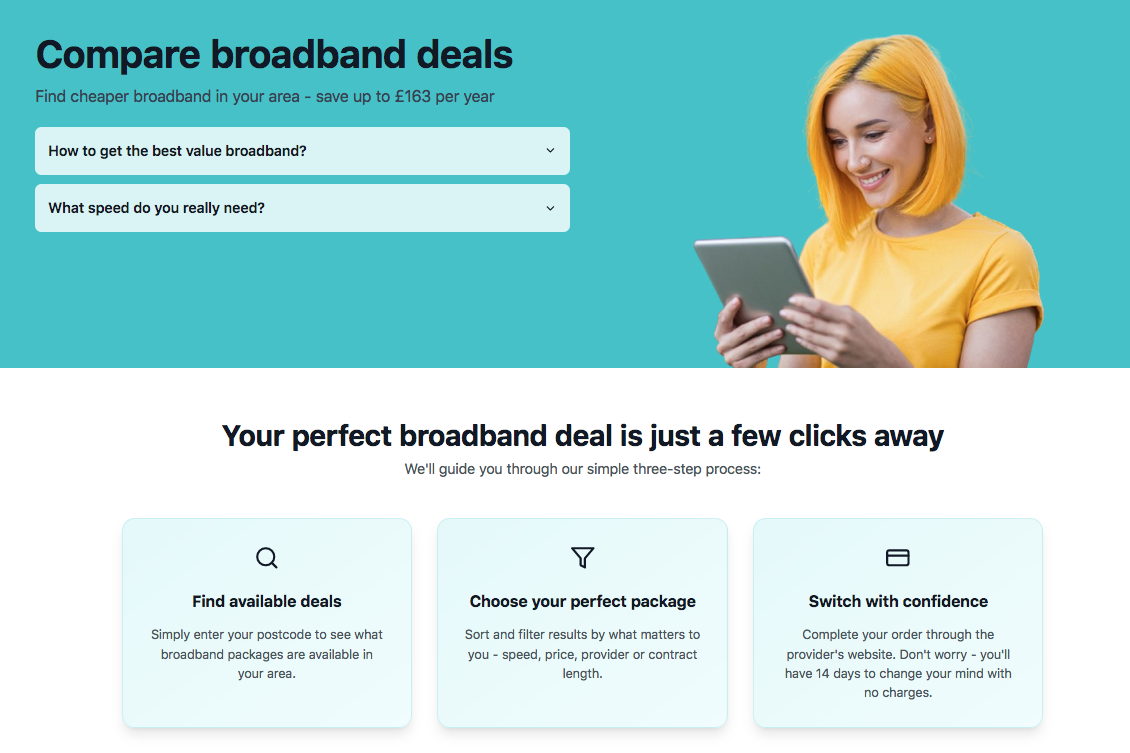 Compare broadband deals
Find cheaper broadband in your area - save up to £163 per year
How to get the best value broadband?
What speed do you really need?
Your perfect broadband deal is just a few clicks away
We'll guide you through our simple three-step process:
Find available deals
Simply enter your postcode to see what
broadband packages are available in
your area.
Choose your perfect package
Sort and filter results by what matters to
you - speed, price, provider or contract
length.
Switch with confidence
Complete your order through the
provider's website. Don't worry - you'll
have 14 days to change your mind with
no charges.